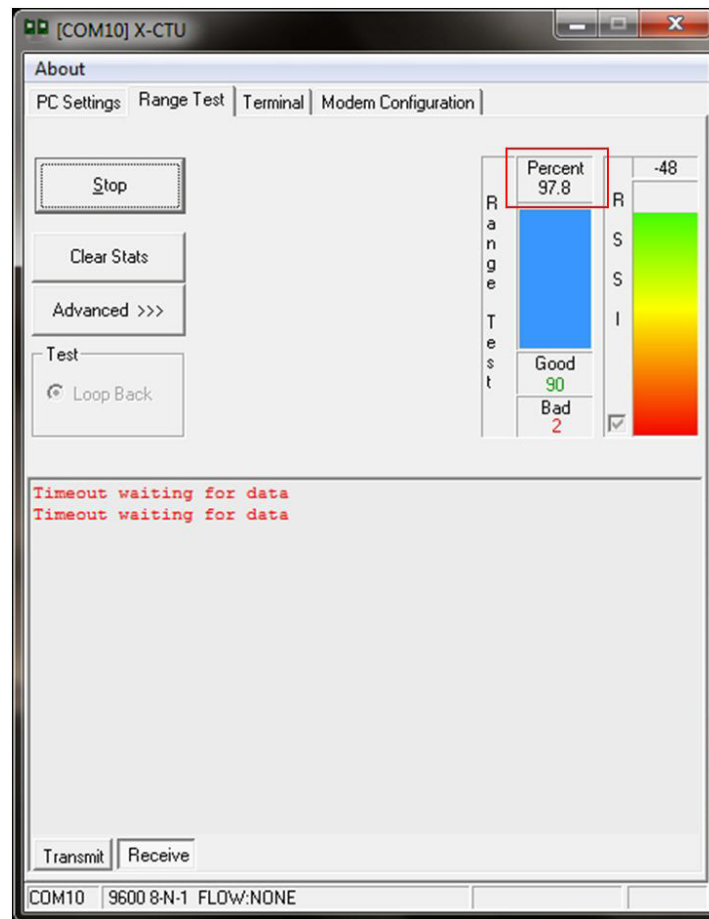 [COM10] X-CTU
About
PC Settings Range Test Terminal Modem Configuration
Stop
Clear Stats
Advanced >>>
Test
Loop Back
Range Test
Percent
97.8
Good
90
Bad
2
RSSI
-48
Timeout waiting for data
Timeout waiting for data
Transmit Receive
COM10 9600 8-N-1 FLOW:NONE